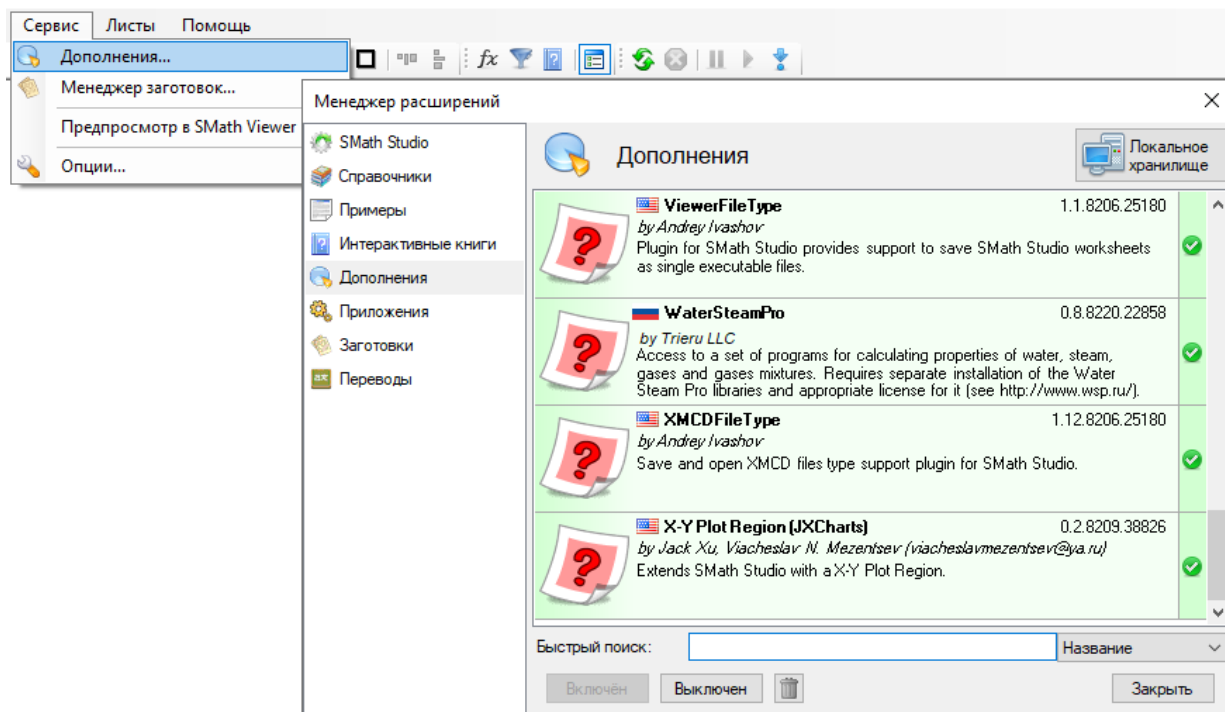 Сервис Листы Помощь
Дополнения...
Менеджер заготовок...
Предпросмотр в SMath Viewer
Опции...
Менеджер расширений
SMath Studio
Справочники
Примеры
Интерактивные книги
Дополнения
Приложения
Заготовки
Переводы
Дополнения
Локальное
хранилище
ViewerFileType 1.1.8206.25180
by Andrey Ivashov
Plugin for SMath Studio provides support to save SMath Studio worksheets
as single executable files.
WaterSteamPro 0.8.8220.22858
by Trieru LLC
Access to a set of programs for calculating properties of water, steam,
gases and gases mixtures. Requires separate installation of the Water
Steam Pro libraries and appropriate license for it (see http://www.wsp.ru/).
XMCDFileType 1.12.8206.25180
by Andrey Ivashov
Save and open XMCD files type support plugin for SMath Studio.
X-Y Plot Region (JXCharts) 0.2.8209.38826
by Jack Xu, Viacheslav N. Mezentsev (viacheslavmezentsev@ya.ru)
Extends SMath Studio with a X-Y Plot Region.
Быстрый поиск: Название
Включён Выключен Закрыть